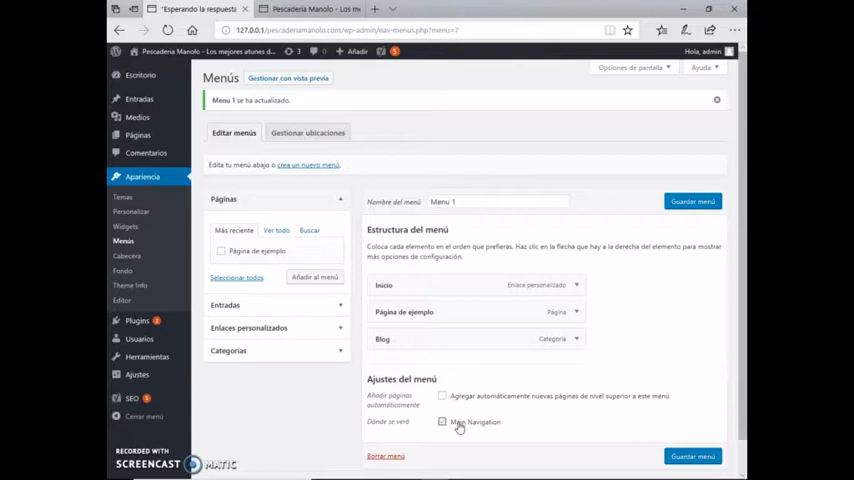 "Esperando la respuesta
Pescadería Manolo - Los me
127.0.0.1/pescaderiamanolo.com/wp-admin/nav-menus.php?menu=7
Pescadería Manolo - Los mejores atunes d...
3
0
Añadir
5
Hola, admin
Escritorio
Entradas
Medios
Páginas
Comentarios
Apariencia
Temas
Personalizar
Widgets
Menús
Cabecera
Fondo
Theme Info
Editor
Plugins 2
Usuarios
Herramientas
Ajustes
SEO 5
Cerrar menú
Menús
Gestionar con vista previa
Opciones de pantalla
Ayuda
Menu 1 se ha actualizado.
Editar menús
Gestionar ubicaciones
Edita tu menú abajo o crea un nuevo menú.
Páginas
Más reciente
Ver todo
Buscar
Página de ejemplo
Seleccionar todos
Añadir al menú
Entradas
Enlaces personalizados
Categorías
Nombre del menú
Menu 1
Guardar menú
Estructura del menú
Coloca cada elemento en el orden que prefieras. Haz clic en la flecha que hay a la derecha del elemento para mostrar
más opciones de configuración.
Inicio
Enlace personalizado
Página de ejemplo
Página
Blog
Categoría
Ajustes del menú
Añadir páginas
automáticamente
Agregar automáticamente nuevas páginas de nivel superior a este menú
Dónde se verá
Main Navigation
Borrar menú
Guardar menú
RECORDED WITH
SCREENCAST MATIC